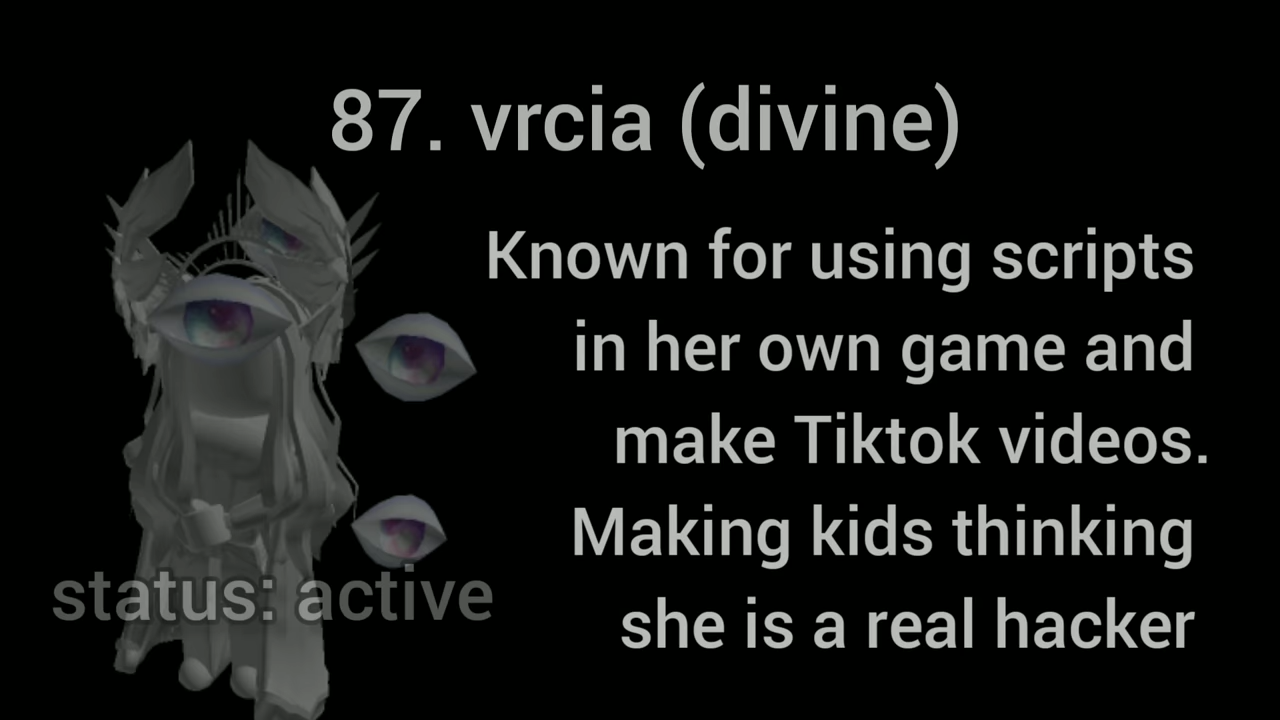 87. vrcia (divine)
Known for using scripts
in her own game and
make Tiktok videos.
Making kids thinking
she is a real hacker
status: active